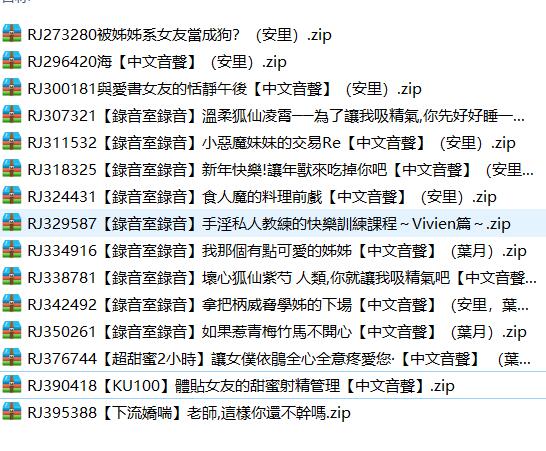 RJ273280被姊姊系女友當成狗？（安里）.zip
RJ296420海【中文音聲】（安里）.zip
RJ300181與愛書女友的恬靜午後【中文音聲】（安里）.zip
RJ307321【錄音室錄音】溫柔狐仙凌霄──為了讓我吸精氣,你先好好睡一...
RJ311532【錄音室錄音】小惡魔妹妹的交易Re【中文音聲】（安里）.zip
RJ318325【錄音室錄音】新年快樂!讓年獸來吃掉你吧【中文音聲】（安里...
RJ324431【錄音室錄音】食人魔的料理前戲【中文音聲】（安里）.zip
RJ329587【錄音室錄音】手淫私人教練的快樂訓練課程～Vivien篇～.zip
RJ334916【錄音室錄音】我那個有點可愛的姊姊【中文音聲】（葉月）.zip
RJ338781【錄音室錄音】壞心狐仙紫芍 人類,你就讓我吸精氣吧【中文音聲...
RJ342492【錄音室錄音】拿把柄威脅學姊的下場【中文音聲】（安里，葉...
RJ350261【錄音室錄音】如果惹青梅竹馬不開心【中文音聲】（葉月）.zip
RJ376744【超甜蜜2小時】讓女僕依鵑全心全意疼愛您·【中文音聲】（葉...
RJ390418【KU100】體貼女友的甜蜜射精管理【中文音聲】.zip
RJ395388【下流嬌喘】老師,這樣你還不幹嗎.zip